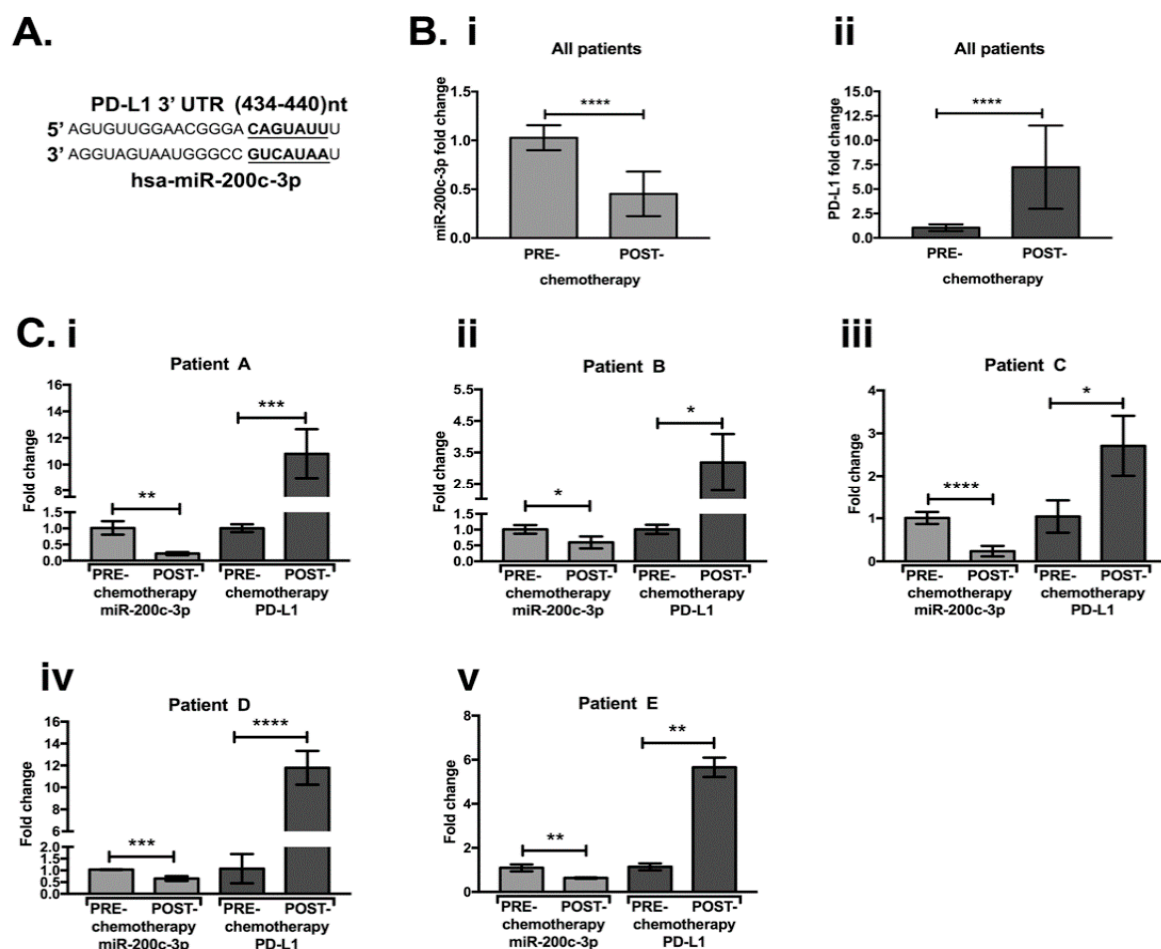 A.
PD-L1 3' UTR (434-440)nt
5' AGUGUUGGAACGGGA CAGUAUUU
3' AGGUAGUAAUGGGCC GUCAUAAU
hsa-miR-200c-3p
B. i
All patients
miR-200c-3p fold change
1.5
1.0
0.5
0.0
****
PRE-
POST-
chemotherapy
ii
All patients
PD-L1 fold change
15.0
12.5
10.0
7.5
5.0
2.5
0.0
****
PRE-
POST-
chemotherapy
C. i
Patient A
Fold change
16
14
12
10
8
1.5
1.0
0.5
0.0
**
***
PRE- POST- PRE- POST-
chemotherapy chemotherapy
miR-200c-3p PD-L1
ii
Patient B
Fold change
5.5
4.5
3.5
2.5
1.5
1.0
0.5
0.0
*
*
PRE- POST- PRE- POST-
chemotherapy chemotherapy
miR-200c-3p PD-L1
iii
Patient C
Fold change
4
3
2
1
0
****
*
PRE- POST- PRE- POST-
chemotherapy chemotherapy
miR-200c-3p PD-L1
iv
Patient D
Fold change
16
14
12
10
8
6
2.0
1.5
1.0
0.5
0.0
***
****
PRE- POST- PRE- POST-
chemotherapy chemotherapy
miR-200c-3p PD-L1
v
Patient E
Fold change
8
6
4
2
0
**
**
PRE- POST- PRE- POST-
chemotherapy chemotherapy
miR-200c-3p PD-L1